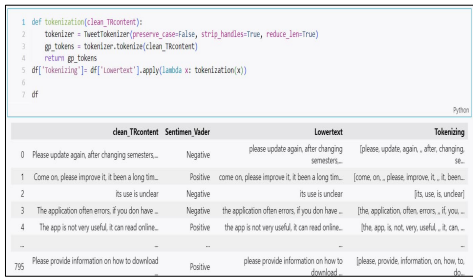 1 def tokenization(clean_TRcontent):
2 tokenizer = TweetTokenizer(preserve_case=False, strip_handles=True, reduce_len=True)
3 gp_tokens = tokenizer.tokenize(clean_TRcontent)
4 return gp_tokens
5 df['Tokenizing']= df['Lowertext'].apply(lambda x: tokenization(x))
6
7 df
Python
clean_TRcontent Sentimen_Vader Lowertext Tokenizing
0 Please update again, after changing semesters,... Negative please update again, after changing semesters,... [please, update, again, ,, after, changing, se...
1 Come on, please improve it, it been a long tim... Positive come on, please improve it, it been a long tim... [come, on, ,, please, improve, it, ,, it, been...
2 its use is unclear Negative its use is unclear [its, use, is, unclear]
3 The application often errors, if you don have ... Negative the application often errors, if you don have ... [the, application, often, errors, ,, if, you, ...
4 The app is not very useful, it can read online... Positive the app is not very useful, it can read online... [the, app, is, not, very, useful, ,, it, can, ...
... ... ... ... ...
795 Please provide information on how to download ... Positive please provide information on how to download ... [please, provide, information, on, how, to, do...